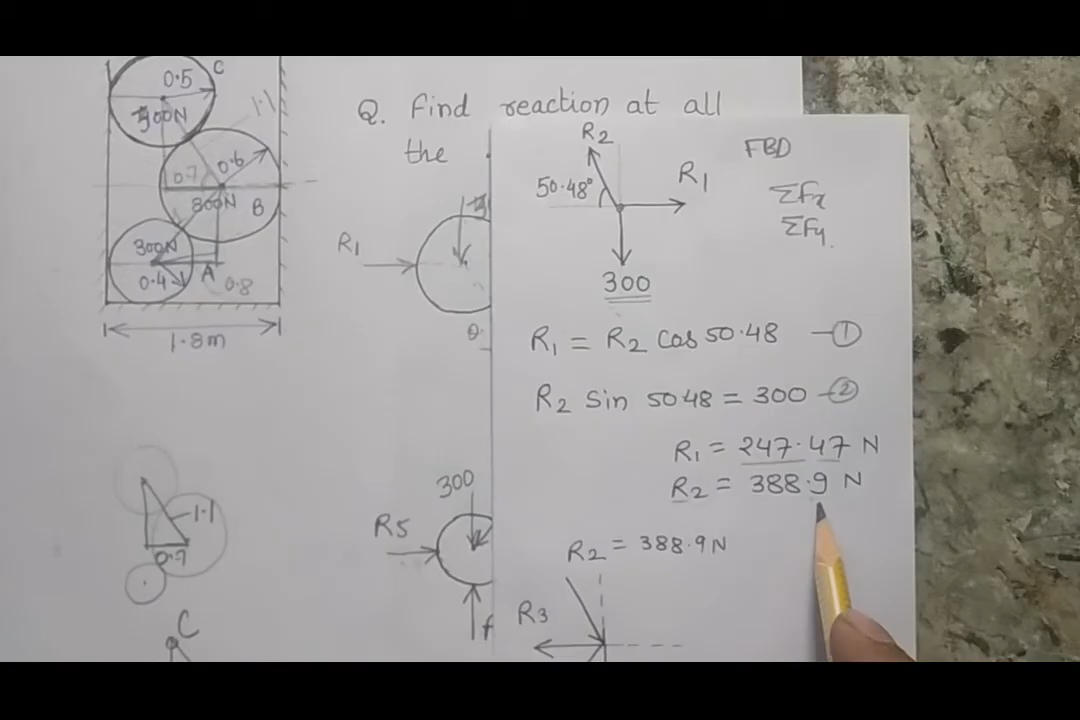 0.5
C
300N
1.1
0.7
0.6
800N
B
300N
0.4
A
0.8
1.8m
1.1
0.7
C
Q. Find reaction at all
the
R1
300
R5
R2
50.48°
R1
300
FBD
ΣFx
ΣFy
R1 = R2 cos 50.48 - ①
R2 sin 50.48 = 300 - ②
R1 = 247.47 N
R2 = 388.9 N
R2 = 388.9 N
R3